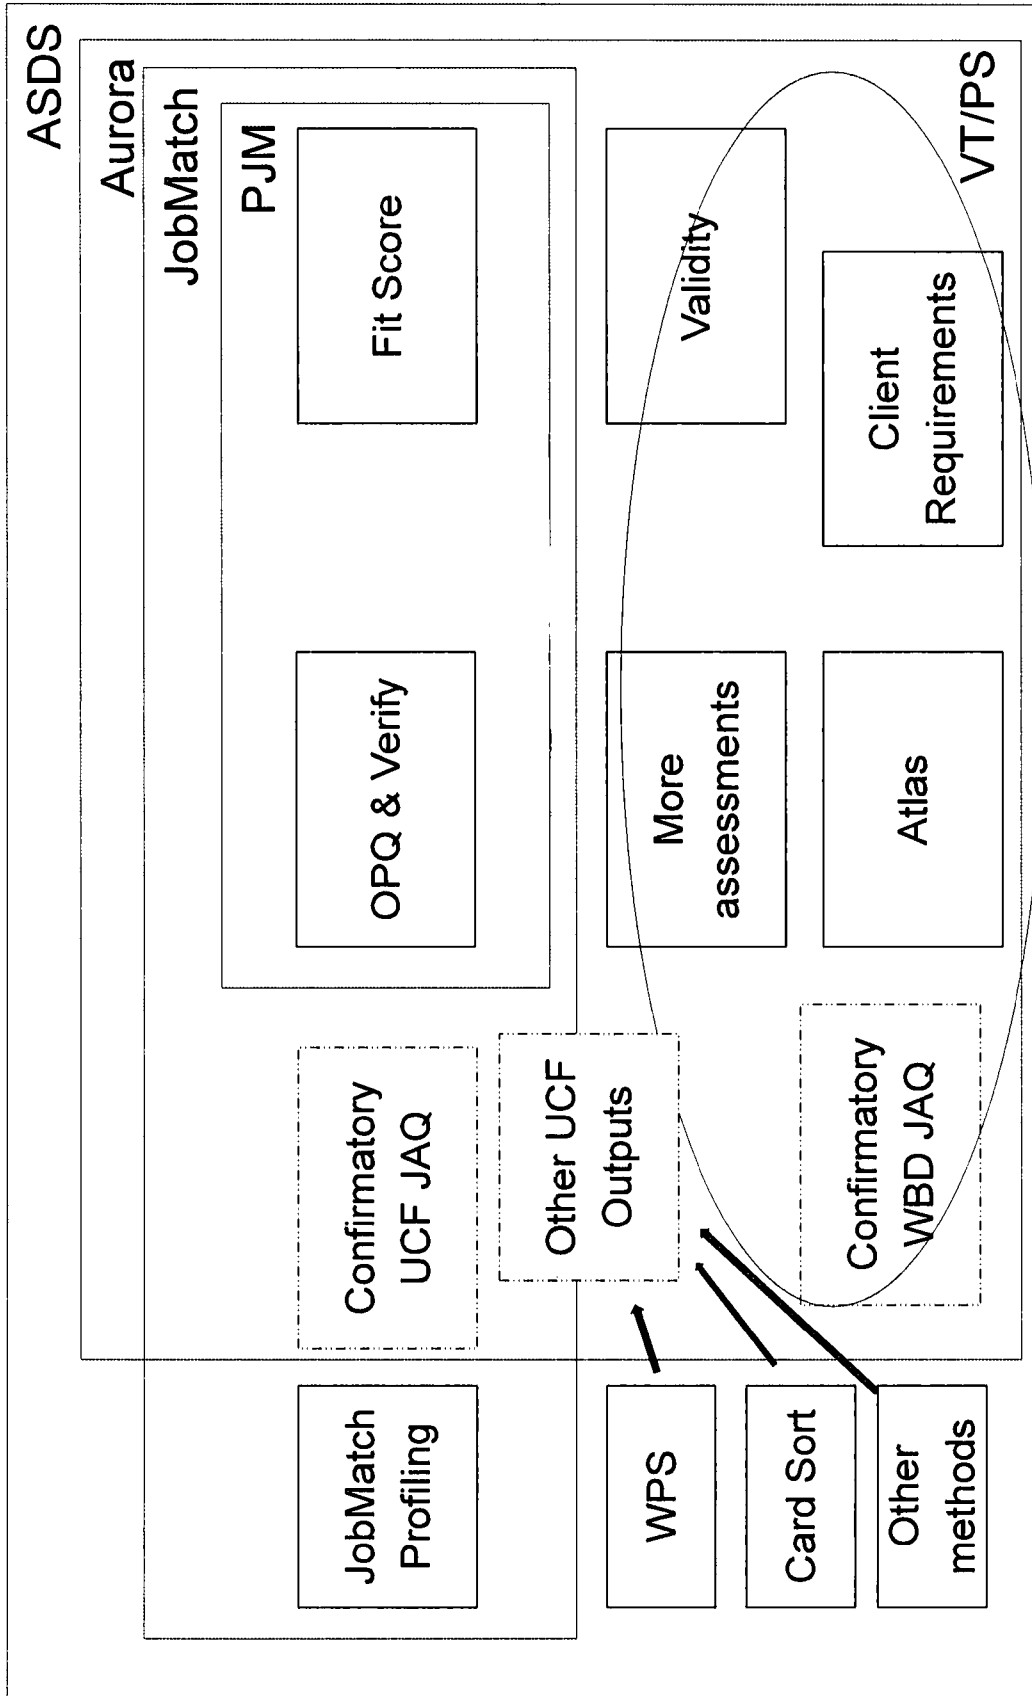 ASDS
Aurora
JobMatch
PJM
JobMatch
Profiling
Confirmatory
UCF JAQ
OPQ & Verify
Fit Score
Other UCF
Outputs
WPS
More
assessments
Validity
Card Sort
Other
methods
Confirmatory
WBD JAQ
Atlas
Client
Requirements
VT/PS